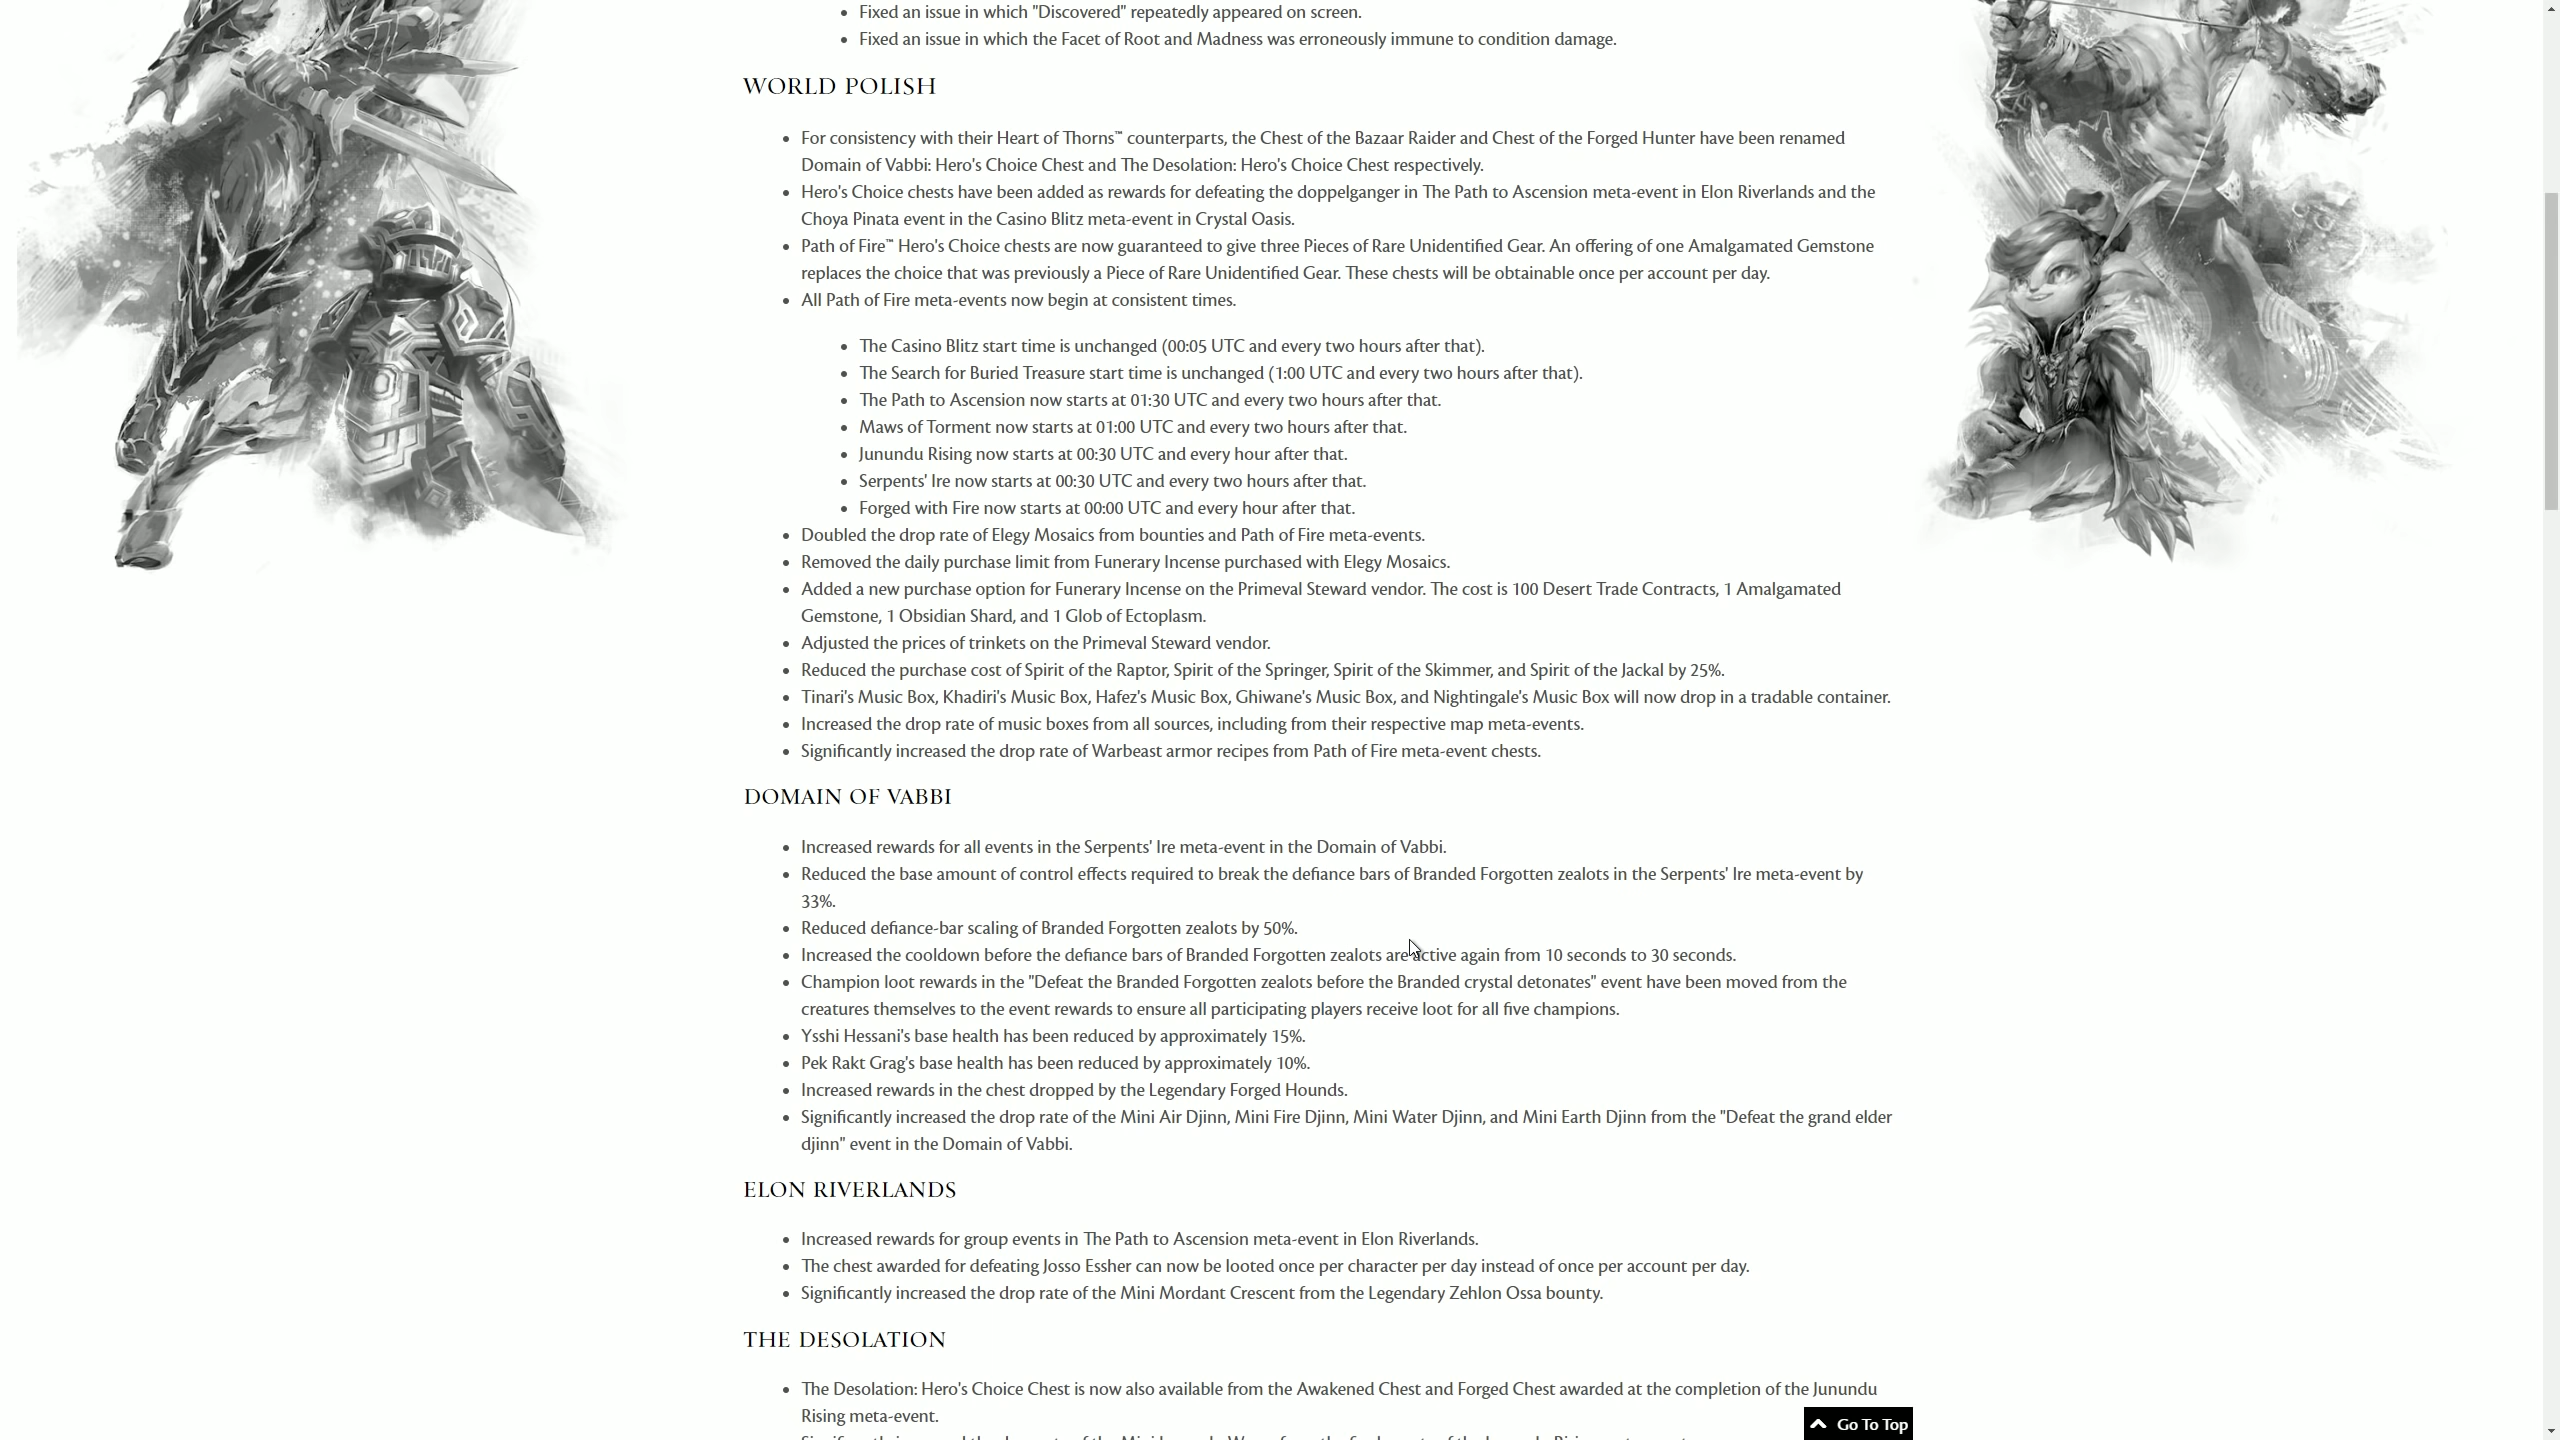 Fixed an issue in which "Discovered" repeatedly appeared on screen.
Fixed an issue in which the Facet of Root and Madness was erroneously immune to condition damage.
WORLD POLISH
For consistency with their Heart of Thorns™ counterparts, the Chest of the Bazaar Raider and Chest of the Forged Hunter have been renamed
Domain of Vabbi: Hero's Choice Chest and The Desolation: Hero's Choice Chest respectively.
Hero's Choice chests have been added as rewards for defeating the doppelganger in The Path to Ascension meta-event in Elon Riverlands and the
Choya Pinata event in the Casino Blitz meta-event in Crystal Oasis.
Path of Fire™ Hero's Choice chests are now guaranteed to give three Pieces of Rare Unidentified Gear. An offering of one Amalgamated Gemstone
replaces the choice that was previously a Piece of Rare Unidentified Gear. These chests will be obtainable once per account per day.
All Path of Fire meta-events now begin at consistent times.
The Casino Blitz start time is unchanged (00:05 UTC and every two hours after that).
The Search for Buried Treasure start time is unchanged (1:00 UTC and every two hours after that).
The Path to Ascension now starts at 01:30 UTC and every two hours after that.
Maws of Torment now starts at 01:00 UTC and every two hours after that.
Junundu Rising now starts at 00:30 UTC and every hour after that.
Serpents' Ire now starts at 00:30 UTC and every two hours after that.
Forged with Fire now starts at 00:00 UTC and every hour after that.
Doubled the drop rate of Elegy Mosaics from bounties and Path of Fire meta-events.
Removed the daily purchase limit from Funerary Incense purchased with Elegy Mosaics.
Added a new purchase option for Funerary Incense on the Primeval Steward vendor. The cost is 100 Desert Trade Contracts, 1 Amalgamated
Gemstone, 1 Obsidian Shard, and 1 Glob of Ectoplasm.
Adjusted the prices of trinkets on the Primeval Steward vendor.
Reduced the purchase cost of Spirit of the Raptor, Spirit of the Springer, Spirit of the Skimmer, and Spirit of the Jackal by 25%.
Tinari's Music Box, Khadiri's Music Box, Hafez's Music Box, Ghiwane's Music Box, and Nightingale's Music Box will now drop in a tradable container.
Increased the drop rate of music boxes from all sources, including from their respective map meta-events.
Significantly increased the drop rate of Warbeast armor recipes from Path of Fire meta-event chests.
DOMAIN OF VABBI
Increased rewards for all events in the Serpents' Ire meta-event in the Domain of Vabbi.
Reduced the base amount of control effects required to break the defiance bars of Branded Forgotten zealots in the Serpents' Ire meta-event by
33%.
Reduced defiance-bar scaling of Branded Forgotten zealots by 50%.
Increased the cooldown before the defiance bars of Branded Forgotten zealots are active again from 10 seconds to 30 seconds.
Champion loot rewards in the "Defeat the Branded Forgotten zealots before the Branded crystal detonates" event have been moved from the
creatures themselves to the event rewards to ensure all participating players receive loot for all five champions.
Ysshi Hessani's base health has been reduced by approximately 15%.
Pek Rakt Grag's base health has been reduced by approximately 10%.
Increased rewards in the chest dropped by the Legendary Forged Hounds.
Significantly increased the drop rate of the Mini Air Djinn, Mini Fire Djinn, Mini Water Djinn, and Mini Earth Djinn from the "Defeat the grand elder
djinn" event in the Domain of Vabbi.
ELON RIVERLANDS
Increased rewards for group events in The Path to Ascension meta-event in Elon Riverlands.
The chest awarded for defeating Josso Essher can now be looted once per character per day instead of once per account per day.
Significantly increased the drop rate of the Mini Mordant Crescent from the Legendary Zehlon Ossa bounty.
THE DESOLATION
The Desolation: Hero's Choice Chest is now also available from the Awakened Chest and Forged Chest awarded at the completion of the Junundu
Rising meta-event.
Go To Top